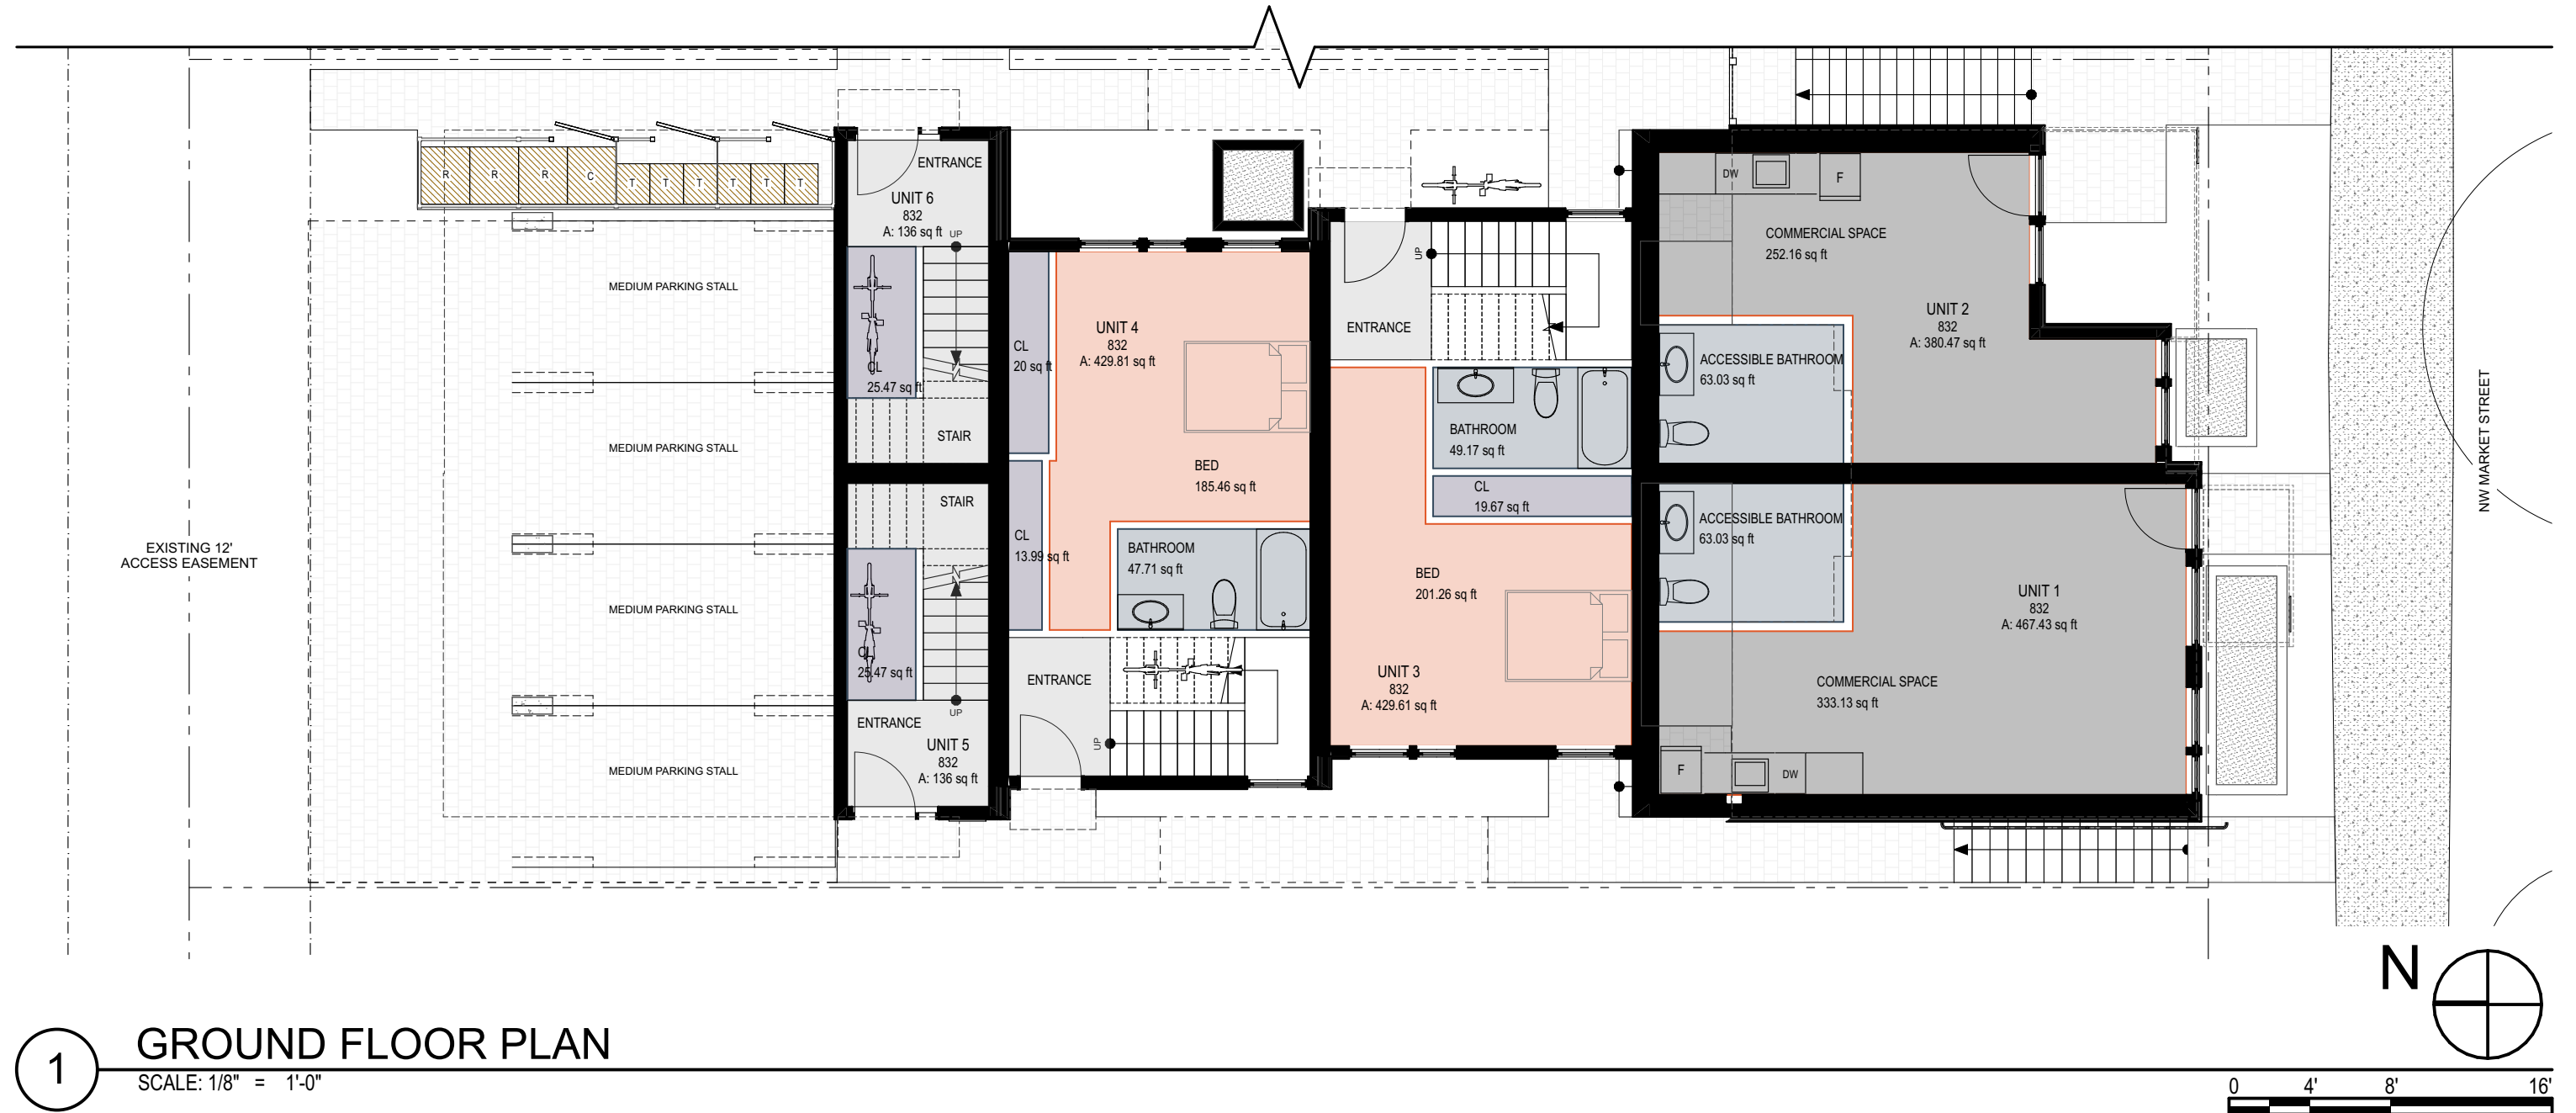 R R R C T T T T T T
MEDIUM PARKING STALL
MEDIUM PARKING STALL
MEDIUM PARKING STALL
MEDIUM PARKING STALL
EXISTING 12'
ACCESS EASEMENT
ENTRANCE
UNIT 6
832
A: 136 sq ft
UP
CL
25.47 sq ft
STAIR
STAIR
CL
25.47 sq ft
UP
ENTRANCE
UNIT 5
832
A: 136 sq ft
CL
20 sq ft
UNIT 4
832
A: 429.81 sq ft
BED
185.46 sq ft
CL
13.99 sq ft
BATHROOM
47.71 sq ft
ENTRANCE
UP
UP
ENTRANCE
BATHROOM
49.17 sq ft
CL
19.67 sq ft
BED
201.26 sq ft
UNIT 3
832
A: 429.61 sq ft
DW
F
COMMERCIAL SPACE
252.16 sq ft
UNIT 2
832
A: 380.47 sq ft
ACCESSIBLE BATHROOM
63.03 sq ft
ACCESSIBLE BATHROOM
63.03 sq ft
UNIT 1
832
A: 467.43 sq ft
COMMERCIAL SPACE
333.13 sq ft
F
DW
NW MARKET STREET
N
1
GROUND FLOOR PLAN
SCALE: 1/8" = 1'-0"
0 4' 8' 16'